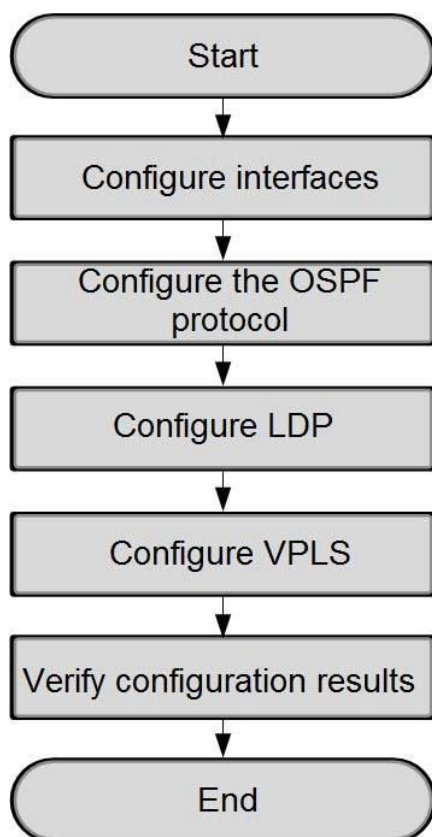 Start
Configure interfaces
Configure the OSPF
protocol
Configure LDP
Configure VPLS
Verify configuration results
End